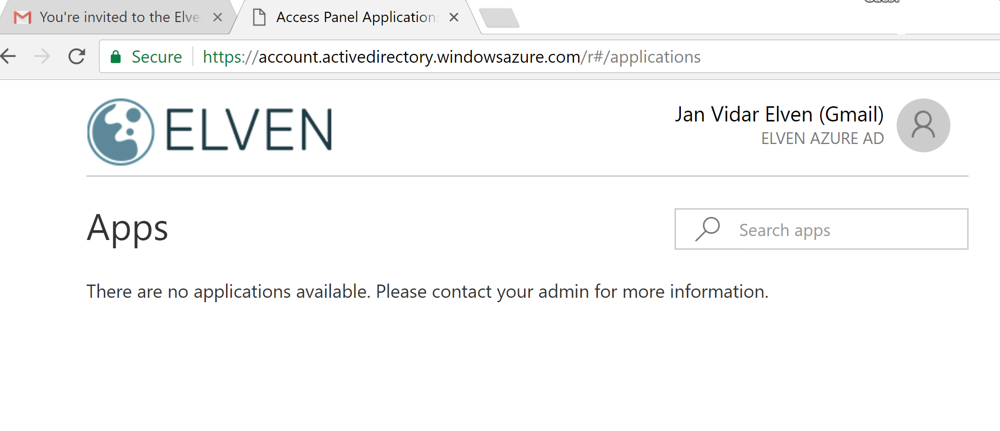 You're invited to the Elve
Access Panel Applications
Secure https://account.activedirectory.windowsazure.com/r#/applications
ELVEN
Jan Vidar Elven (Gmail)
ELVEN AZURE AD
Apps
Search apps
There are no applications available. Please contact your admin for more information.